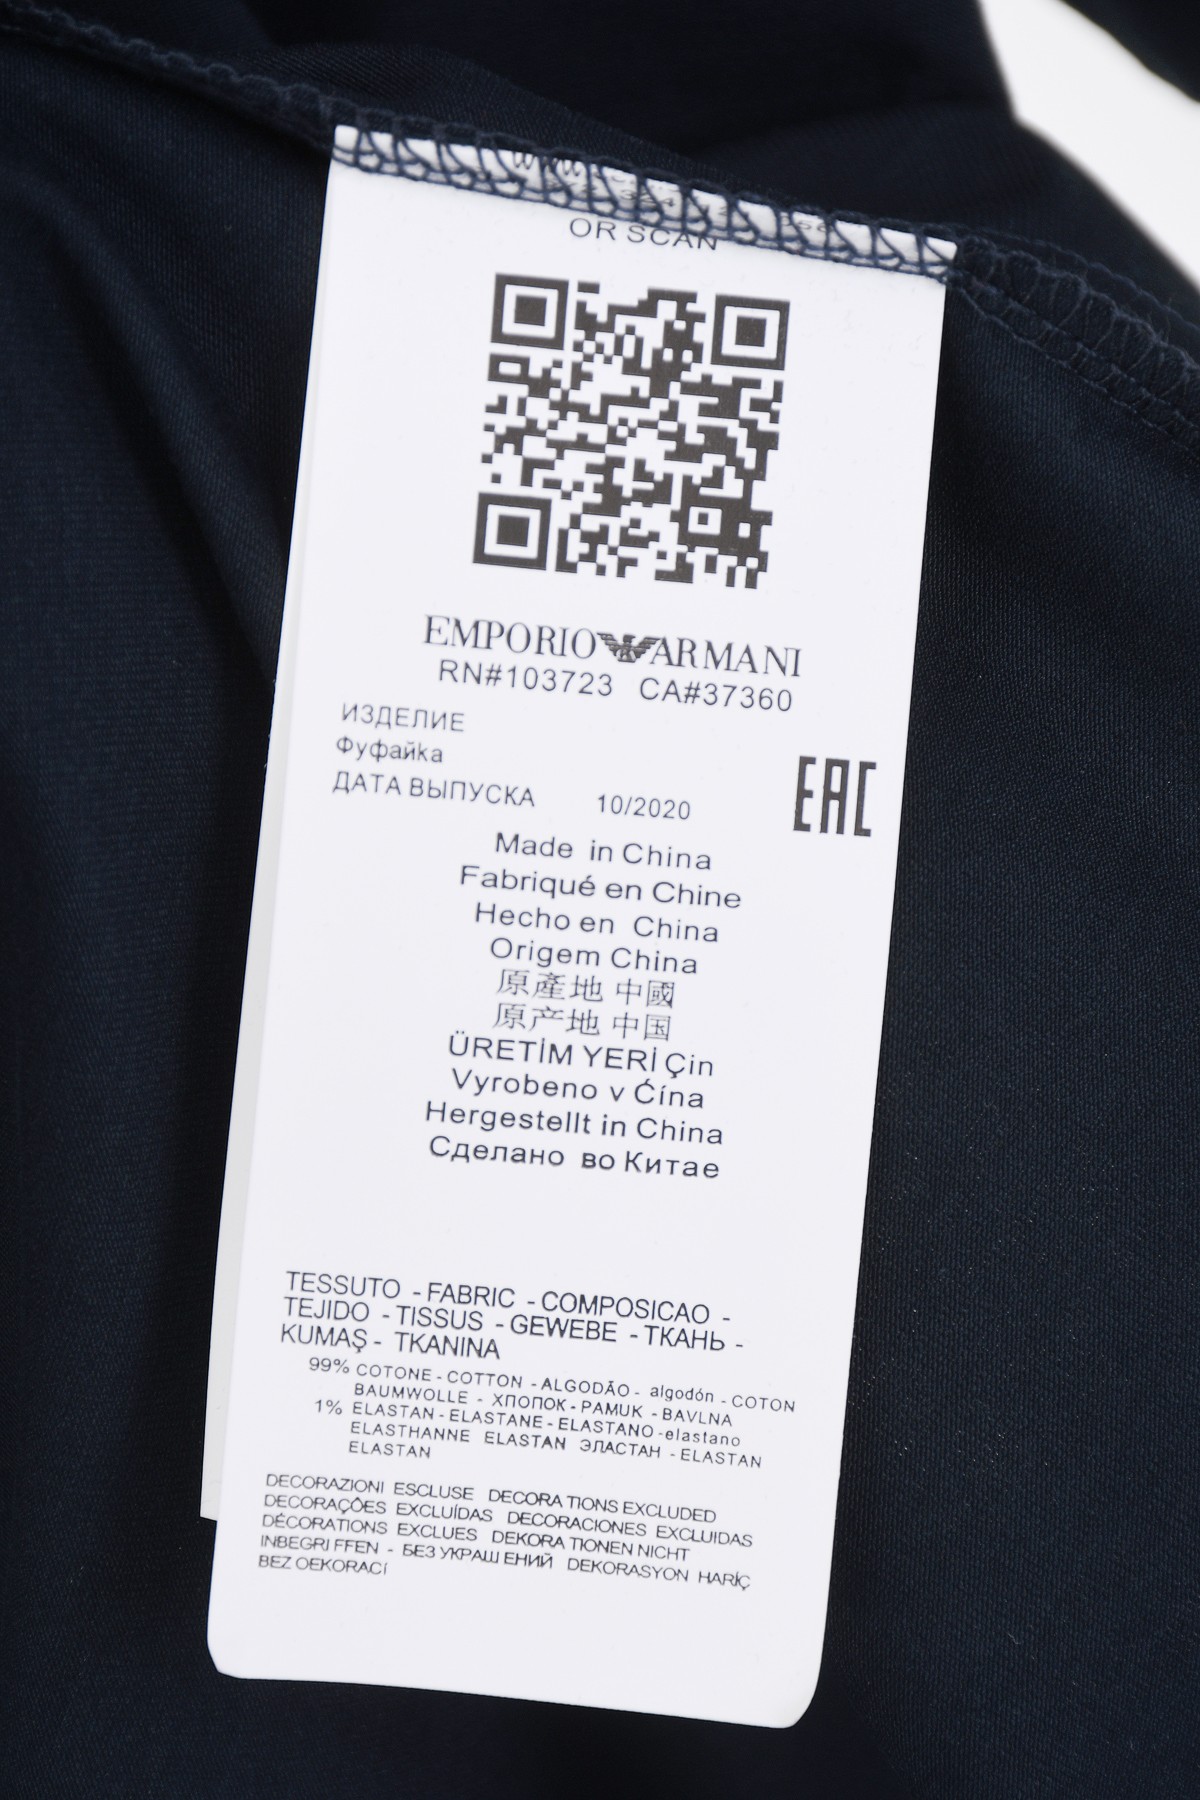 OR SCAN
EMPORIO ARMANI
RN#103723 CA#37360
ИЗДЕЛИЕ
Фуфайка
ДАТА ВЫПУСКА 10/2020
EAC
Made in China
Fabriqué en Chine
Hecho en China
Origem China
原產地 中國
原产地 中国
ÜRETİM YERİ Çin
Vyrobeno v Ćína
Hergestellt in China
Сделано во Китае
TESSUTO - FABRIC - COMPOSICAO -
TEJIDO - TISSUS - GEWEBE - ТКАНЬ -
KUMAŞ - TKANINA
99% COTONE - COTTON - ALGODÃO - algodón - COTON
BAUMWOLLE - ХПОПОК - PAMUK - BAVLNA
1% ELASTAN - ELASTANE - ELASTANO - elastano
ELASTHANNE ELASTAN ЭЛАСТАН - ELASTAN
ELASTAN
DECORAZIONI ESCLUSE DECORA TIONS EXCLUDED
DECORAÇÕES EXCLUÍDAS DECORACIONES EXCLUIDAS
DÉCORATIONS EXCLUES DEKORA TIONEN NICHT
INBEGRI FFEN - БЕЗ УКРАШ ЕНИЙ DEKORASYON HARİÇ
BEZ OEKORACÍ